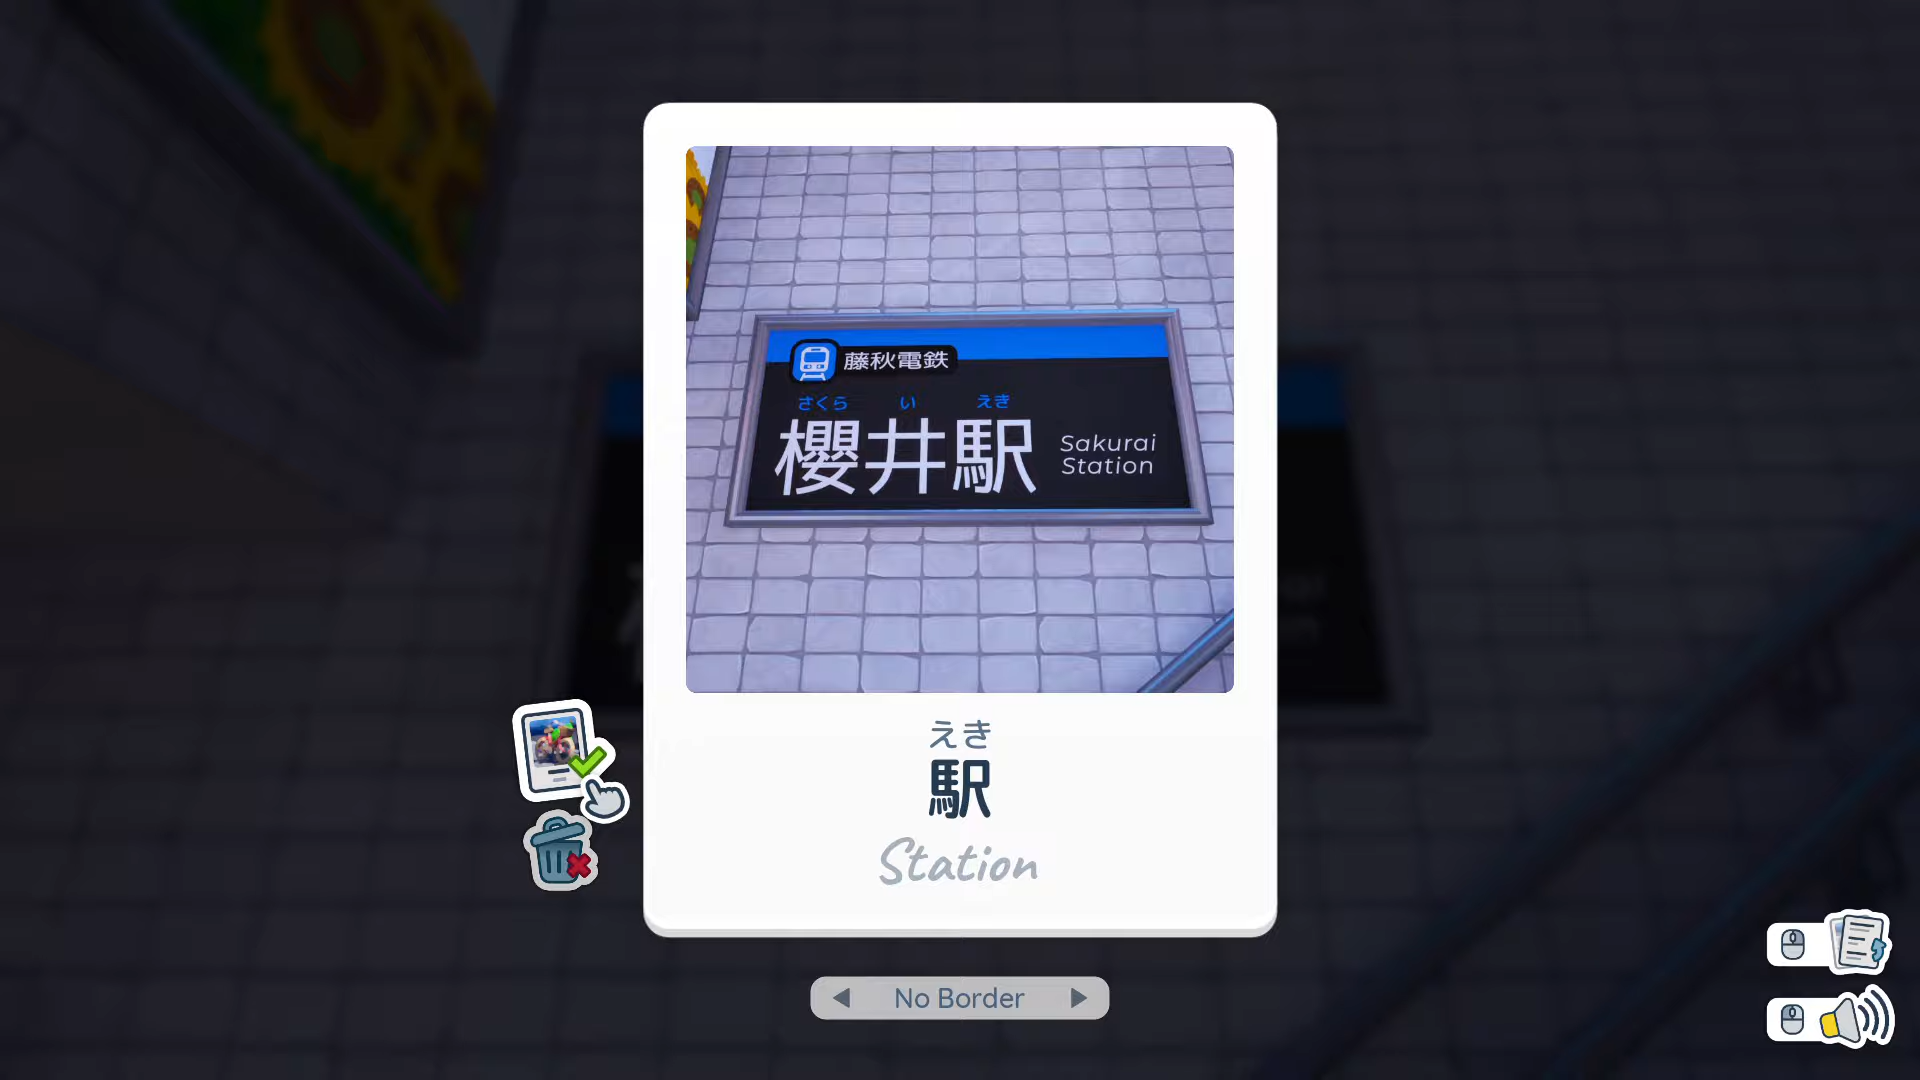 藤秋電鉄
さくら い えき
櫻井駅
Sakurai
Station
えき
駅
Station
No Border